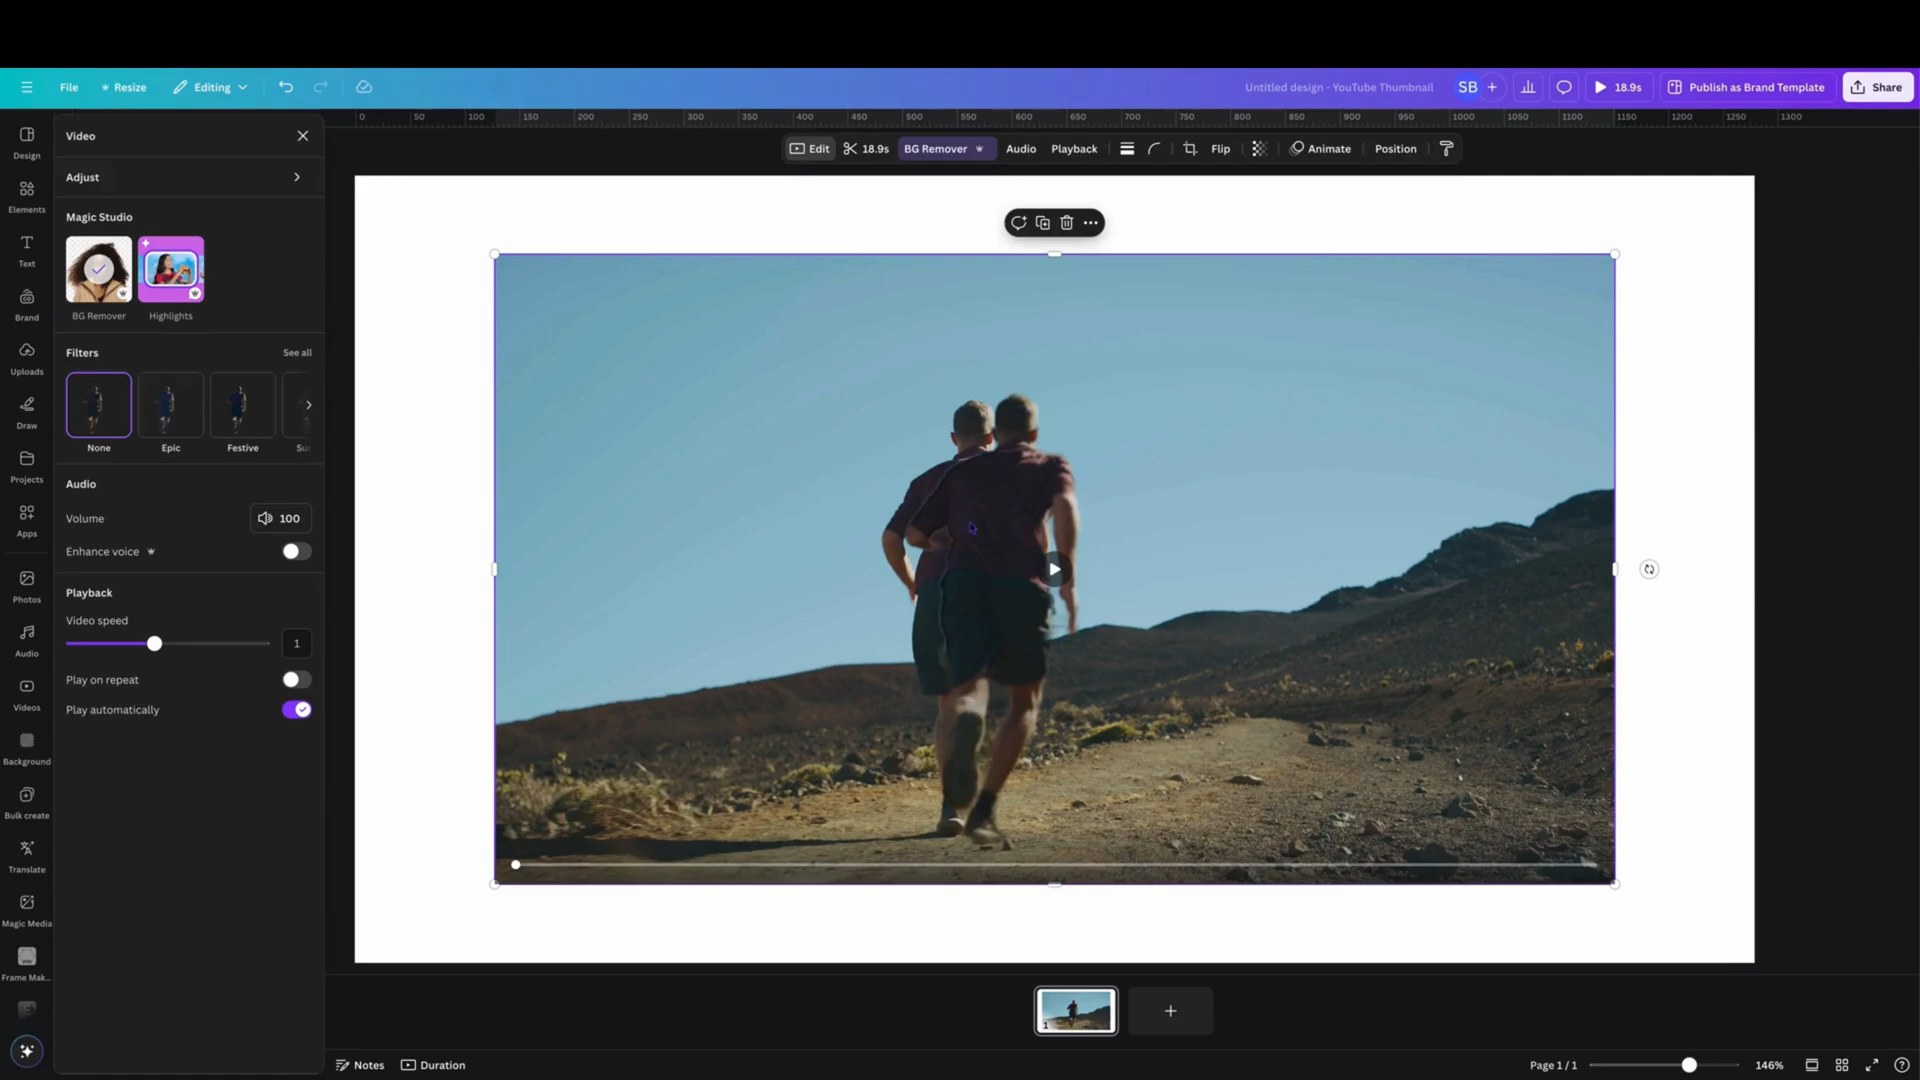 File
Resize
Editing
Untitled design - YouTube Thumbnail
SB
18.9s
Publish as Brand Template
Share
0 50 100 150 200 250 300 350 400 450 500 550 600 650 700 750 800 850 900 950 1000 1050 1100 1150 1200 1250 1300
Edit
18.9s
BG Remover
Audio
Playback
Flip
Animate
Position
Design
Elements
Text
Brand
Uploads
Draw
Projects
Apps
Photos
Audio
Videos
Background
Bulk create
Translate
Magic Media
Frame Mak...
Video
Adjust
Magic Studio
BG Remover
Highlights
Filters
See all
None
Epic
Festive
Audio
Volume
100
Enhance voice
Playback
Video speed
1
Play on repeat
Play automatically
1
Notes
Duration
Page 1 / 1
146%